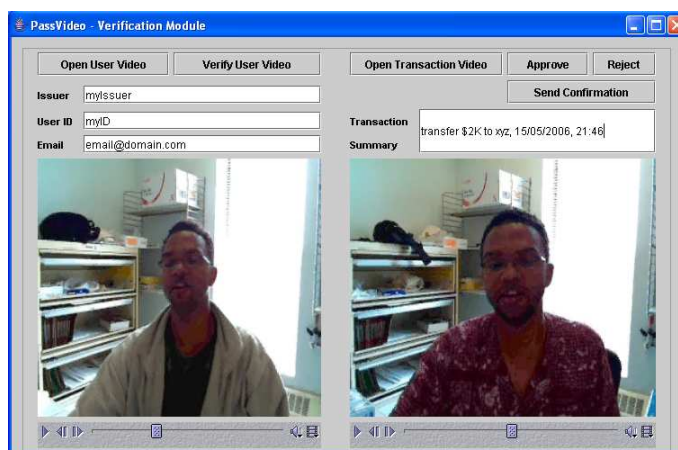 PassVideo - Verification Module
Open User Video
Verify User Video
Open Transaction Video
Approve
Reject
Send Confirmation
Issuer
myIssuer
User ID
myID
Email
email@domain.com
Transaction
Summary
transfer $2K to xyz, 15/05/2006, 21:46